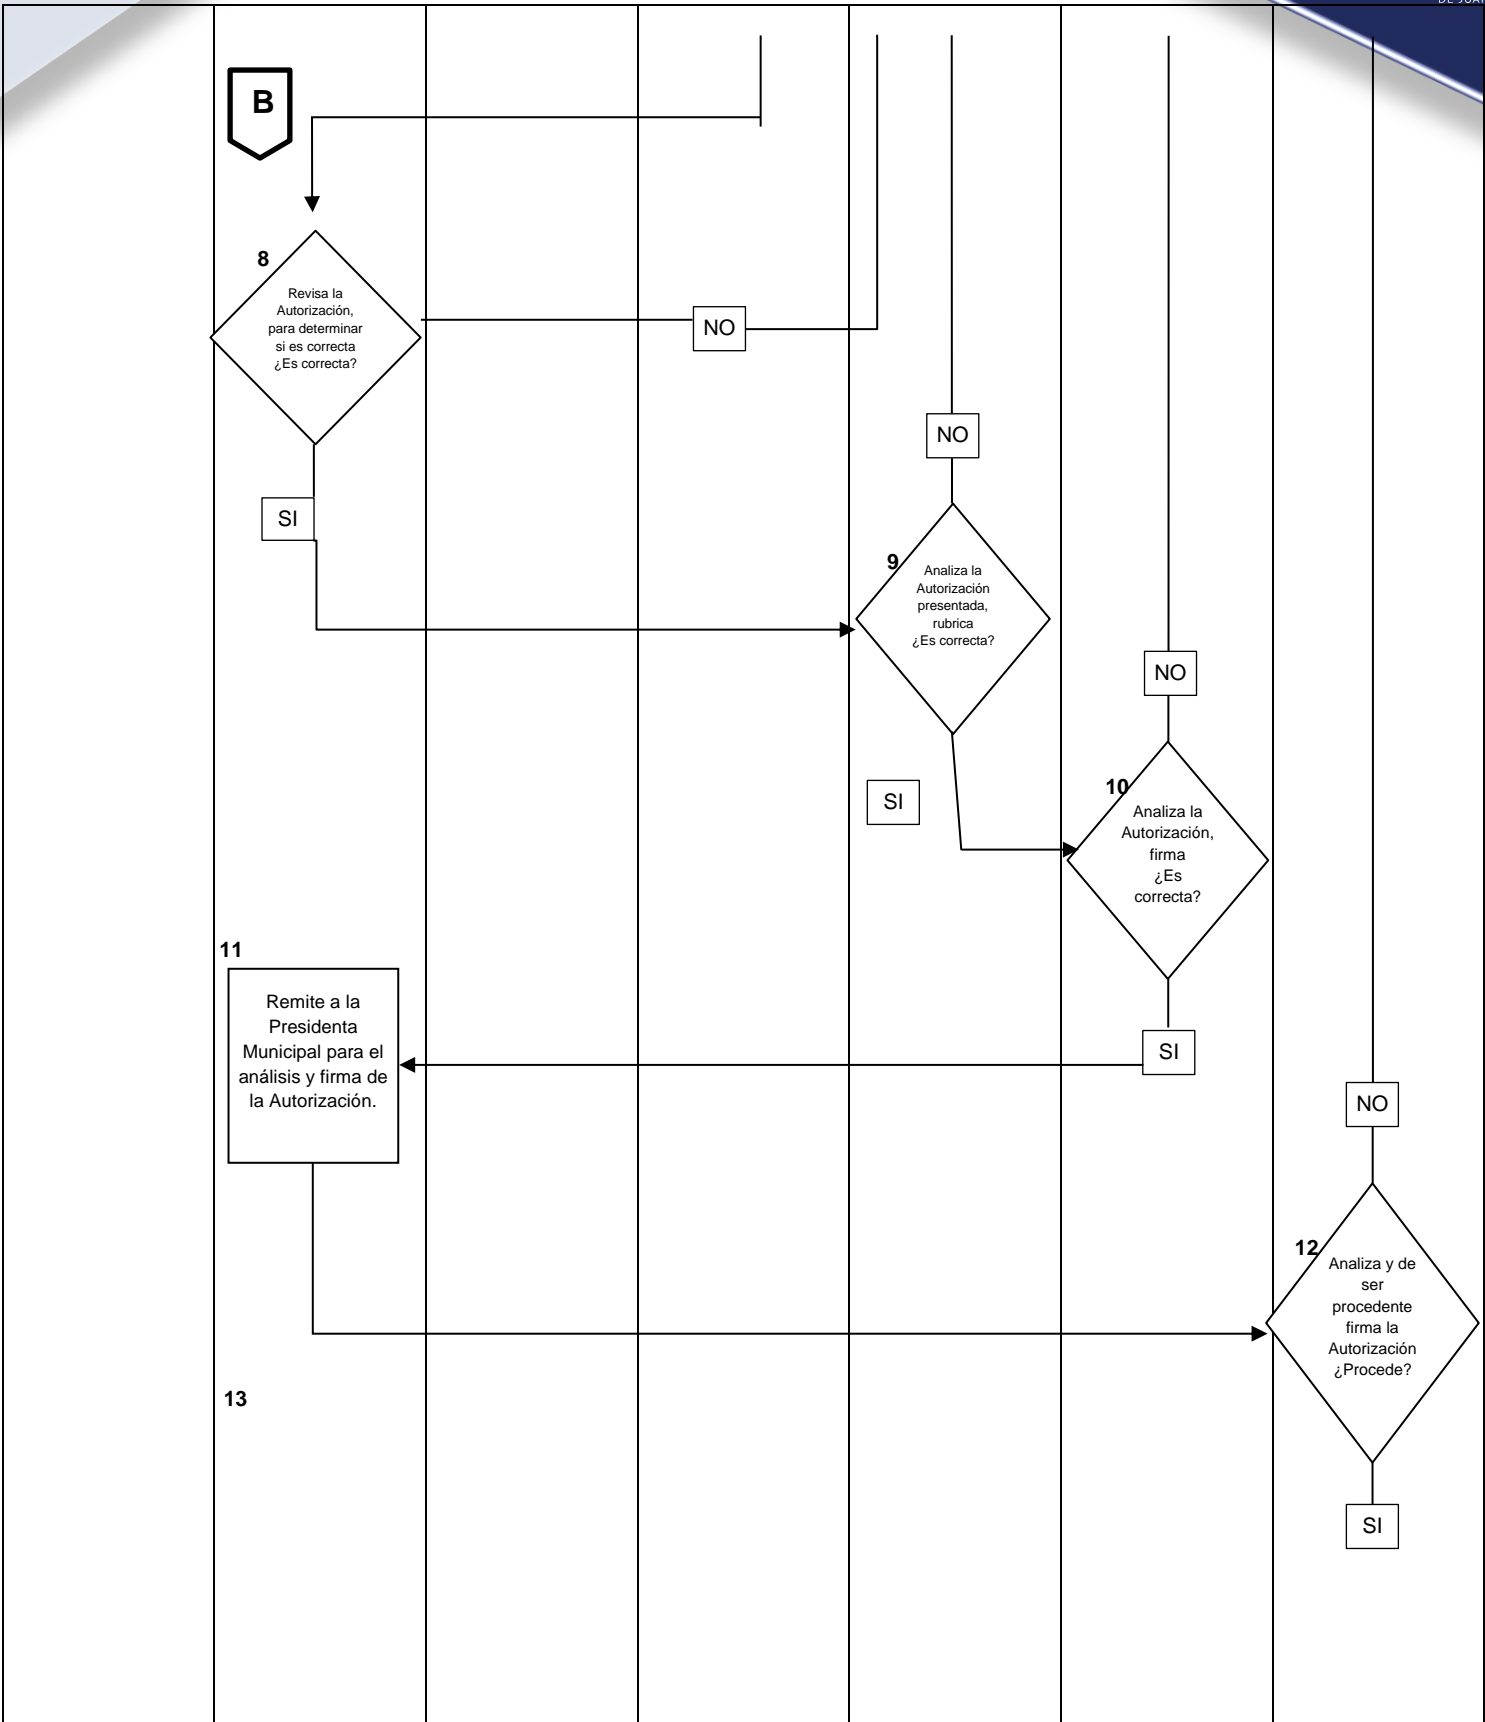 DE JUA
B
8
Revisa la
Autorización,
para determinar
si es correcta
¿Es correcta?
NO
NO
SI
9
Analiza la
Autorización
presentada,
rubrica
¿Es correcta?
NO
SI
10
Analiza la
Autorización,
firma
¿Es
correcta?
11
Remite a la
Presidenta
Municipal para el
análisis y firma de
la Autorización.
SI
NO
12
Analiza y de
ser
procedente
firma la
Autorización
¿Procede?
13
SI